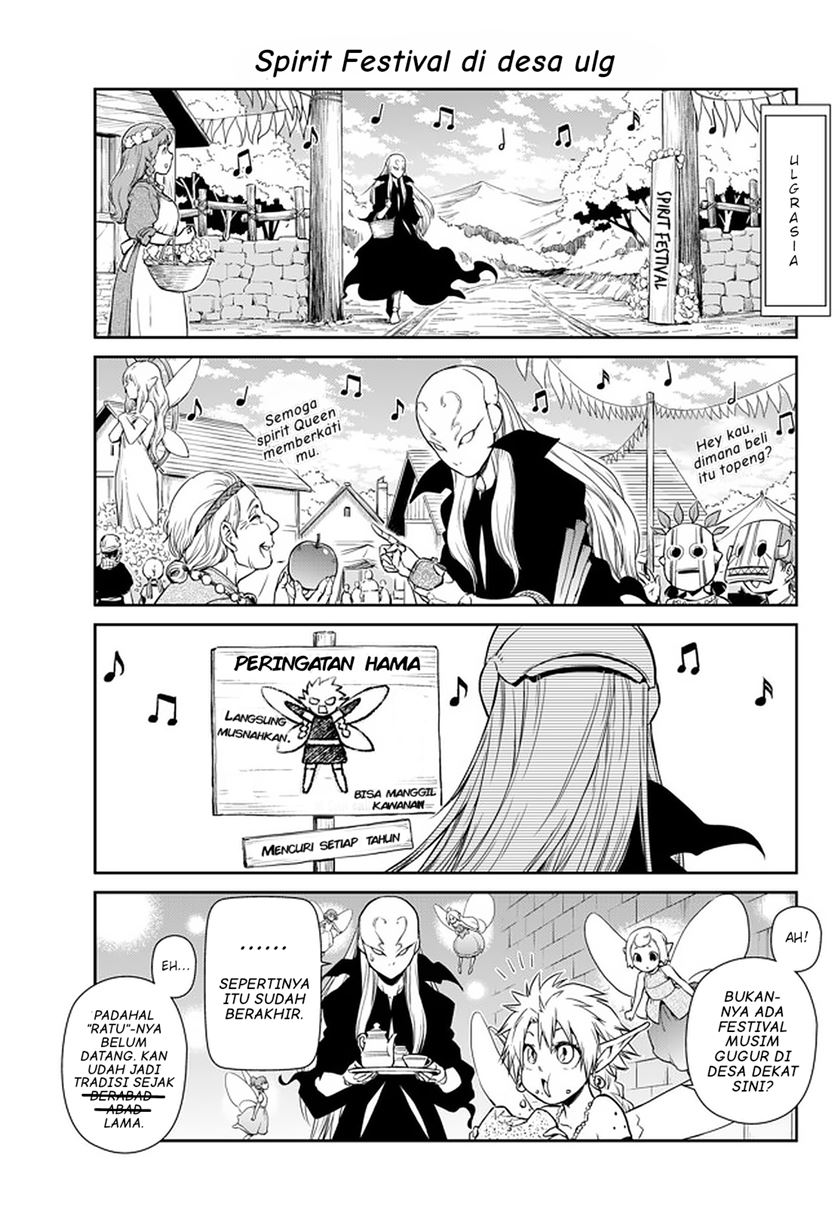 Spirit Festival di desa ulg
ULGRASIA
SPIRIT FESTIVAL
Hey kau,
dimana beli
itu topeng?
Semoga
spirit Queen
memberkati
mu.
PERINGATAN HAMA
LANGSUNG
MUSNAHKAN.
BISA MANGGIL
KAWANAN
MENCURI SETIAP TAHUN
AH!
BUKAN-
NYA ADA
FESTIVAL
MUSIM
GUGUR DI
DESA DEKAT
SINI?
......
SEPERTINYA
ITU SUDAH
BERAKHIR.
EH...
PADAHAL
"RATU"-NYA
BELUM
DATANG. KAN
UDAH JADI
TRADISI SEJAK
BERABAD
ABAD
LAMA.